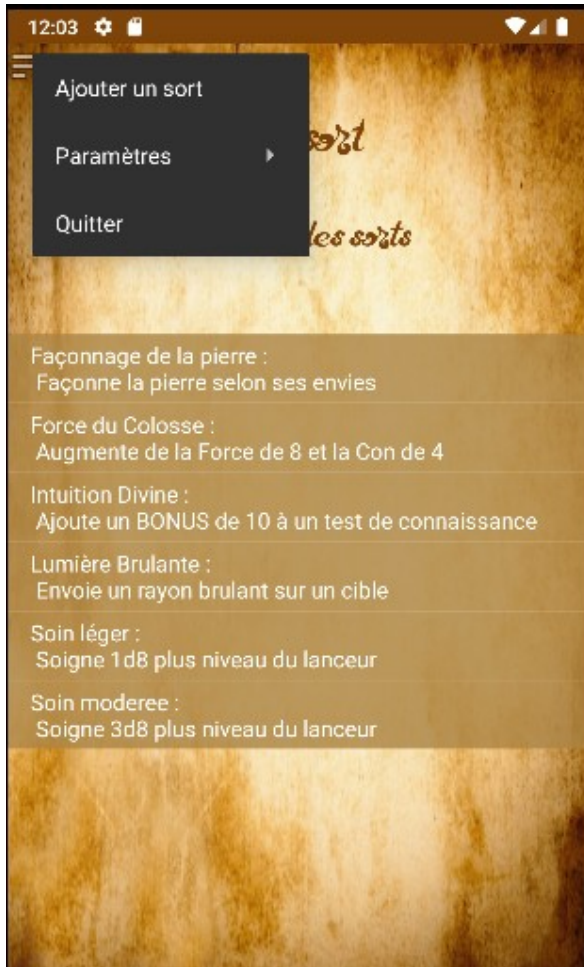 12:03
Ajouter un sort
Paramètres
Quitter
sort
des sorts
Façonnage de la pierre :
Façonne la pierre selon ses envies
Force du Colosse :
Augmente de la Force de 8 et la Con de 4
Intuition Divine :
Ajoute un BONUS de 10 à un test de connaissance
Lumière Brulante :
Envoie un rayon brulant sur un cible
Soin léger :
Soigne 1d8 plus niveau du lanceur
Soin moderee :
Soigne 3d8 plus niveau du lanceur